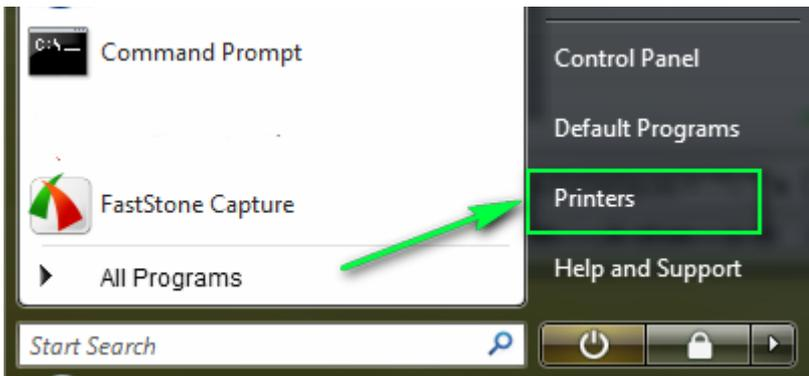 C:\
Command Prompt
FastStone Capture
All Programs
Start Search
Control Panel
Default Programs
Printers
Help and Support